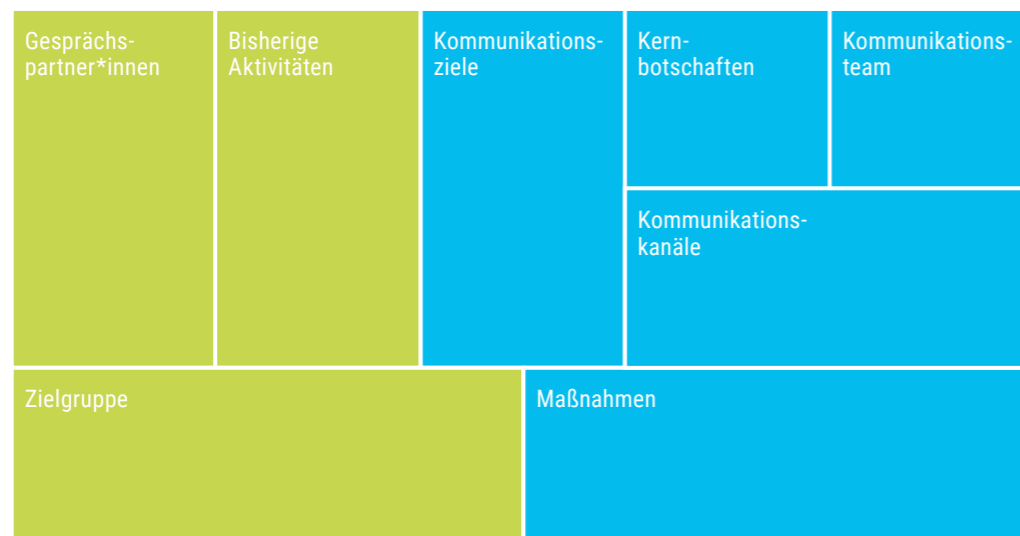 Gesprächs-
partner*innen
Bisherige
Aktivitäten
Kommunikations-
ziele
Kern-
botschaften
Kommunikations-
team
Kommunikations-
kanäle
Zielgruppe
Maßnahmen